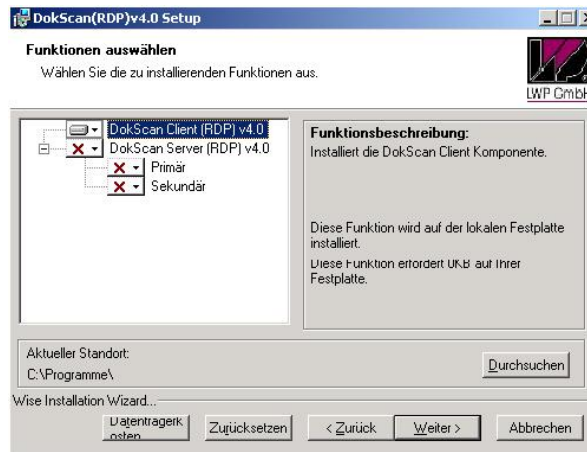 DokScan(RDP)v4.0 Setup
Funktionen auswählen
Wählen Sie die zu installierenden Funktionen aus.
LWP GmbH
DokScan Client (RDP) v4.0
DokScan Server (RDP) v4.0
Primär
Sekundär
Funktionsbeschreibung:
Installiert die DokScan Client Komponente.
Diese Funktion wird auf der lokalen Festplatte
installiert.
Diese Funktion erfordert 0KB auf Ihrer
Festplatte.
Aktueller Standort:
C:\Programme\
Durchsuchen
Wise Installation Wizard...
Datenträgerk
osten
Zurücksetzen
< Zurück
Weiter >
Abbrechen